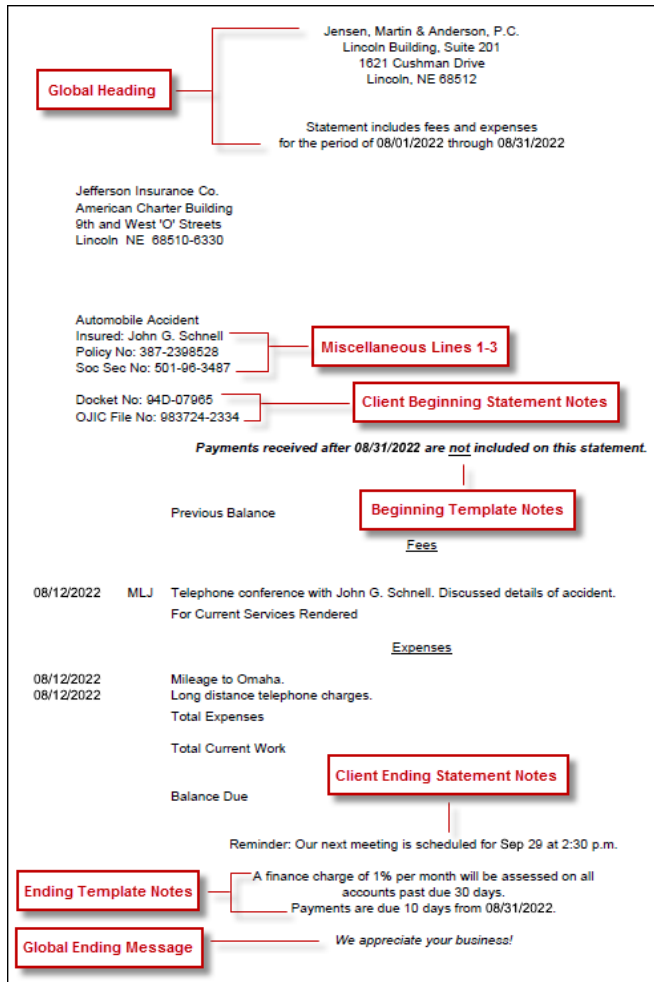 Jensen, Martin & Anderson, P.C.
Lincoln Building, Suite 201
1621 Cushman Drive
Lincoln, NE 68512
Global Heading
Statement includes fees and expenses
for the period of 08/01/2022 through 08/31/2022
Jefferson Insurance Co.
American Charter Building
9th and West 'O' Streets
Lincoln NE 68510-6330
Automobile Accident
Insured: John G. Schnell
Policy No: 387-2398528
Soc Sec No: 501-96-3487
Miscellaneous Lines 1-3
Docket No: 94D-07965
OJIC File No: 983724-2334
Client Beginning Statement Notes
Payments received after 08/31/2022 are not included on this statement.
Beginning Template Notes
Previous Balance
Fees
08/12/2022 MLJ Telephone conference with John G. Schnell. Discussed details of accident.
For Current Services Rendered
Expenses
08/12/2022 Mileage to Omaha.
08/12/2022 Long distance telephone charges.
Total Expenses
Total Current Work
Client Ending Statement Notes
Balance Due
Reminder: Our next meeting is scheduled for Sep 29 at 2:30 p.m.
Ending Template Notes
A finance charge of 1% per month will be assessed on all
accounts past due 30 days.
Payments are due 10 days from 08/31/2022.
Global Ending Message
We appreciate your business!